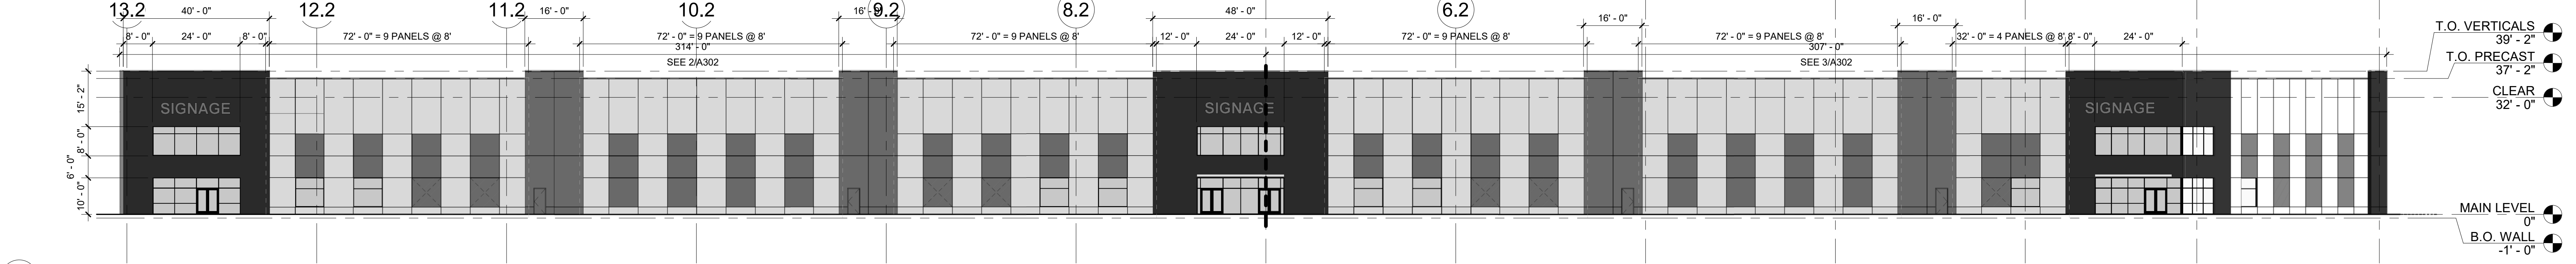 13.2
12.2
11.2
10.2
9.2
8.2
6.2
40' - 0"
16' - 0"
16' - 0"
48' - 0"
16' - 0"
16' - 0"
8' - 0"
24' - 0"
8' - 0"
72' - 0" = 9 PANELS @ 8'
72' - 0" = 9 PANELS @ 8'
72' - 0" = 9 PANELS @ 8'
12' - 0"
24' - 0"
12' - 0"
72' - 0" = 9 PANELS @ 8'
72' - 0" = 9 PANELS @ 8'
32' - 0" = 4 PANELS @ 8'
8' - 0"
24' - 0"
314' - 0"
SEE 2/A302
307' - 0"
SEE 3/A302
T.O. VERTICALS
39' - 2"
T.O. PRECAST
37' - 2"
CLEAR
32' - 0"
15' - 2"
8' - 0"
6' - 0"
10' - 0"
SIGNAGE
SIGNAGE
SIGNAGE
MAIN LEVEL
0"
B.O. WALL
-1' - 0"